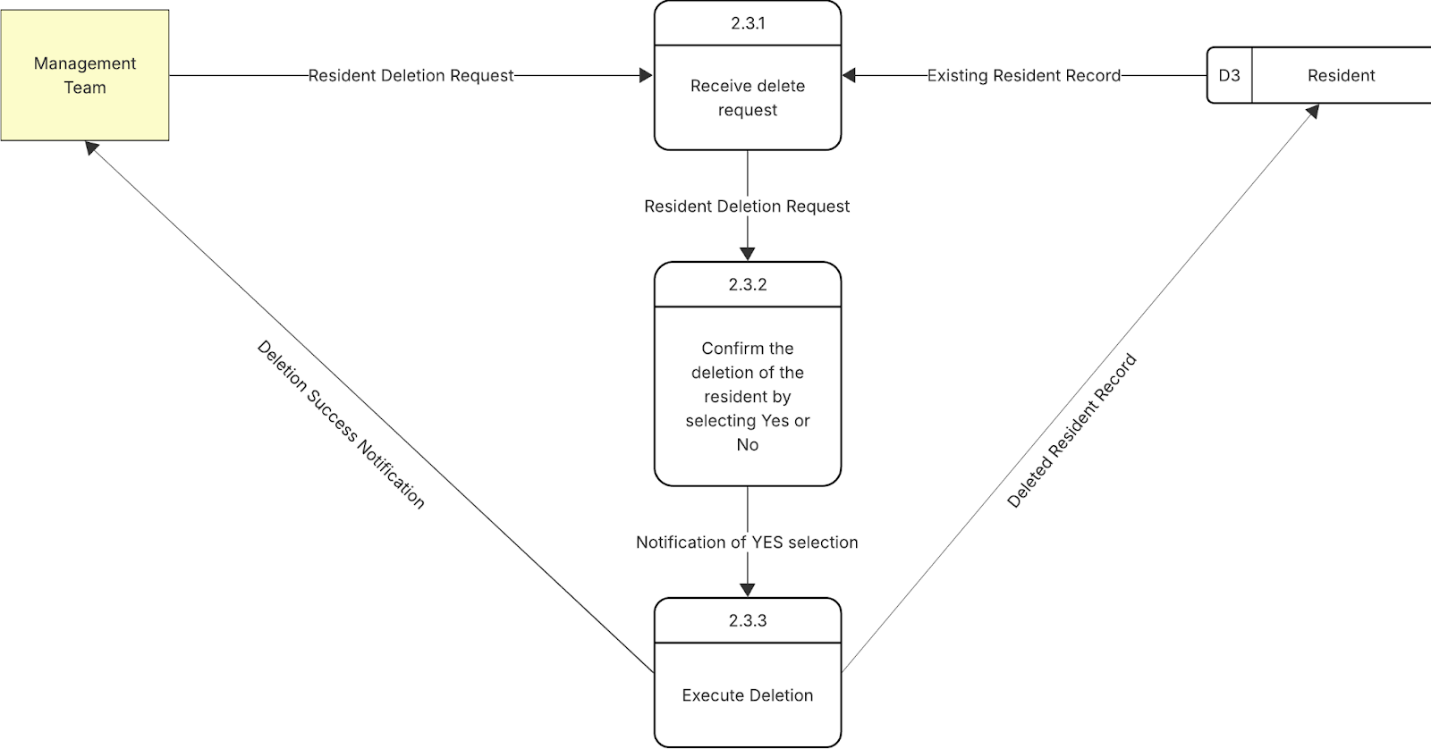 2.3.1
Management
Team
Resident Deletion Request
Receive delete
request
Existing Resident Record
D3
Resident
Resident Deletion Request
2.3.2
Confirm the
deletion of the
resident by
selecting Yes or
No
Deletion Success Notification
Deleted Resident Record
Notification of YES selection
2.3.3
Execute Deletion